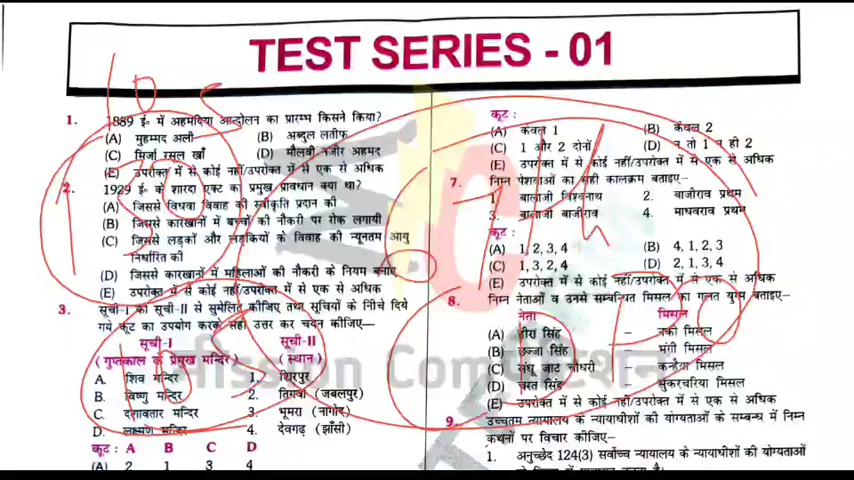 TEST SERIES - 01
1. 1889 ई॰ में अहमदिया आन्दोलन का प्रारम्भ किसने किया?
(A) मुहम्मद अली (B) अब्दुल लतीफ
(C) मिर्जा रसूल खाँ (D) मौलवी नजीर अहमद
(E) उपरोक्त में से कोई नहीं/उपरोक्त में से एक से अधिक
2. 1929 ई॰ के शारदा एक्ट का प्रमुख प्रावधान क्या था?
(A) जिससे विधवा विवाह की स्वीकृति प्रदान की
(B) जिससे कारखानों में बच्चों की नौकरी पर रोक लगायी
(C) जिससे लड़कों और लड़कियों के विवाह की न्यूनतम आयु
निर्धारित की
(D) जिससे कारखानों में महिलाओं की नौकरी के नियम बनाए
(E) उपरोक्त में से कोई नहीं/उपरोक्त में से एक से अधिक
3. सूची-I को सूची-II से सुमेलित कीजिए तथा सूचियों के नीचे दिये
गये कूट का उपयोग करके सही उत्तर का चयन कीजिए—
सूची-I सूची-II
(गुप्तकाल के प्रमुख मन्दिर) (स्थान)
A. शिव मन्दिर 1. शिरपुर
B. विष्णु मन्दिर 2. तिगवां (जबलपुर)
C. दशावतार मन्दिर 3. भूमरा (नागोद)
D. लक्ष्मण मन्दिर 4. देवगढ़ (झाँसी)
कूट : A B C D
(A) 2 1 3 4
कूट :
(A) केवल 1 (B) केवल 2
(C) 1 और 2 दोनों (D) न तो 1 न ही 2
(E) उपरोक्त में से कोई नहीं/उपरोक्त में से एक से अधिक
7. निम्न पेशवाओं का सही कालक्रम बताइए-
1. बालाजी विश्वनाथ 2. बाजीराव प्रथम
3. बालाजी बाजीराव 4. माधवराव प्रथम
कूट :
(A) 1, 2, 3, 4 (B) 4, 1, 2, 3
(C) 1, 3, 2, 4 (D) 2, 1, 3, 4
(E) उपरोक्त में से कोई नहीं/उपरोक्त में से एक से अधिक
8. निम्न नेताओं व उनसे सम्बन्धित मिसल का गलत युग्म बताइए-
नेता मिसाल
(A) हीरा सिंह – नकी मिसल
(B) छज्जा सिंह – भंगी मिसल
(C) संधू जाट चौधरी – कन्हैया मिसल
(D) चरत सिंह – सुकरचरिया मिसल
(E) उपरोक्त में से कोई नहीं/उपरोक्त में से एक से अधिक
9. उच्चतम न्यायालय के न्यायाधीशों की योग्यताओं के सम्बन्ध में निम्न
कथनों पर विचार कीजिए-
1. अनुच्छेद 124(3) सर्वोच्च न्यायालय के न्यायाधीशों की योग्यताओं
Mission Competition